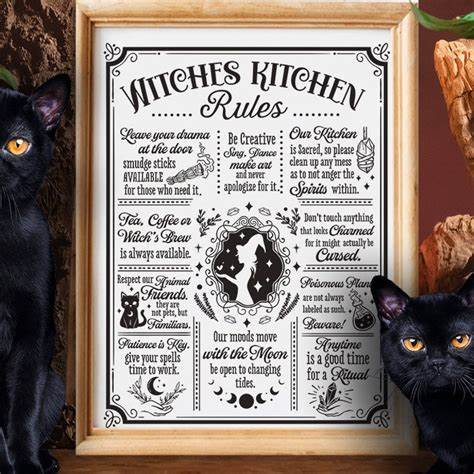 WITCHES KITCHEN
Rules
Leave your drama
at the door
smudge sticks
AVAILABLE
for those who need it.
Be Creative
Sing, Dance
make art
and never
apologise for it.
Our Kitchen
is Sacred, so please
clean up any mess
as to not anger the
Spirits within.
Tea, Coffee or
Witch's Brew
is always available.
Don't touch anything
that looks Charmed
for it might actually be
Cursed.
Respect our Animal
Friends,
they are
not pets, but
Familiars.
Poisonous Plants
are not always
labeled as such.
Beware!
Patience is Key,
give your spells
time to work.
Our moods move
with the Moon
be open to changing
tides.
Anytime
is a good time
for a Ritual